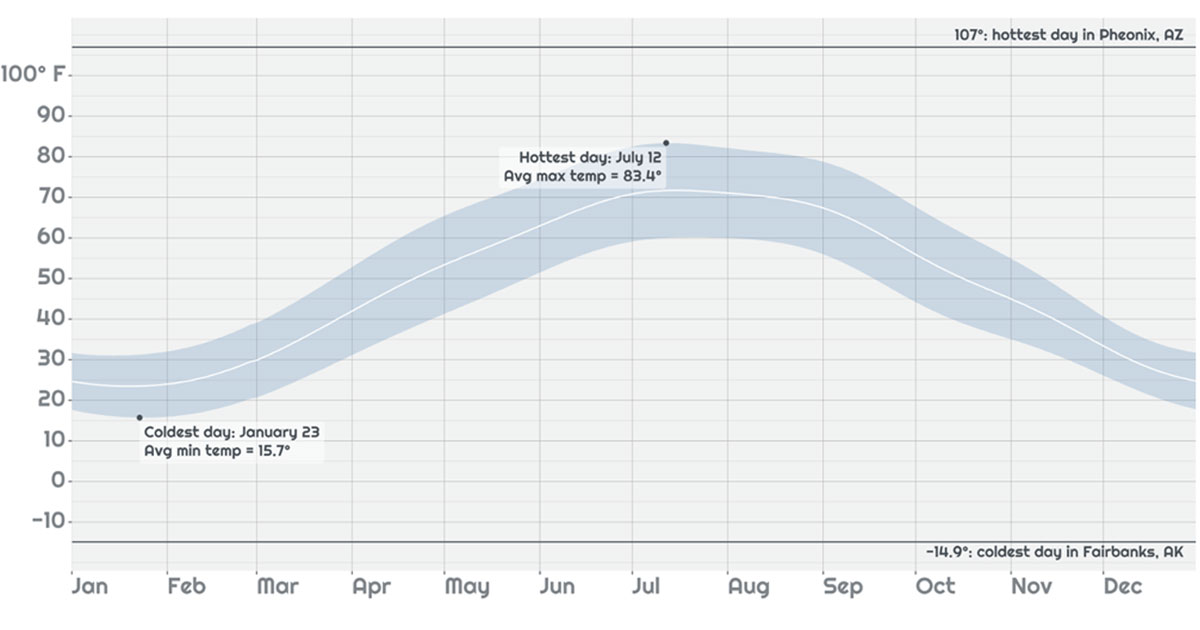 107°: hottest day in Pheonix, AZ
100° F
90
80
Hottest day: July 12
Avg max temp = 83.4°
70
60
50
40
30
20
Coldest day: January 23
10
Avg min temp = 15.7°
0
-10
-14.9°: coldest day in Fairbanks, AK
Jan Feb Mar Apr May Jun Jul Aug Sep Oct Nov Dec